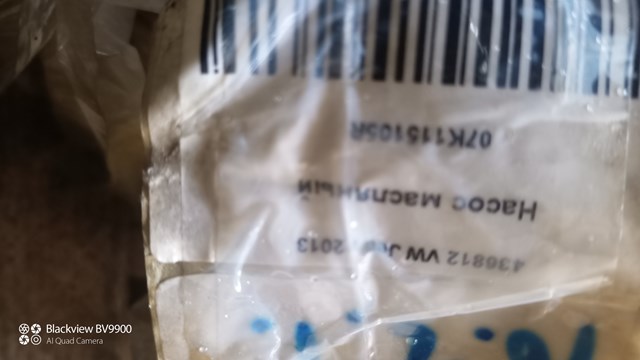 436812 VW 2013
Насос масляный
07K115105R
Blackview BV9900
AI Quad Camera